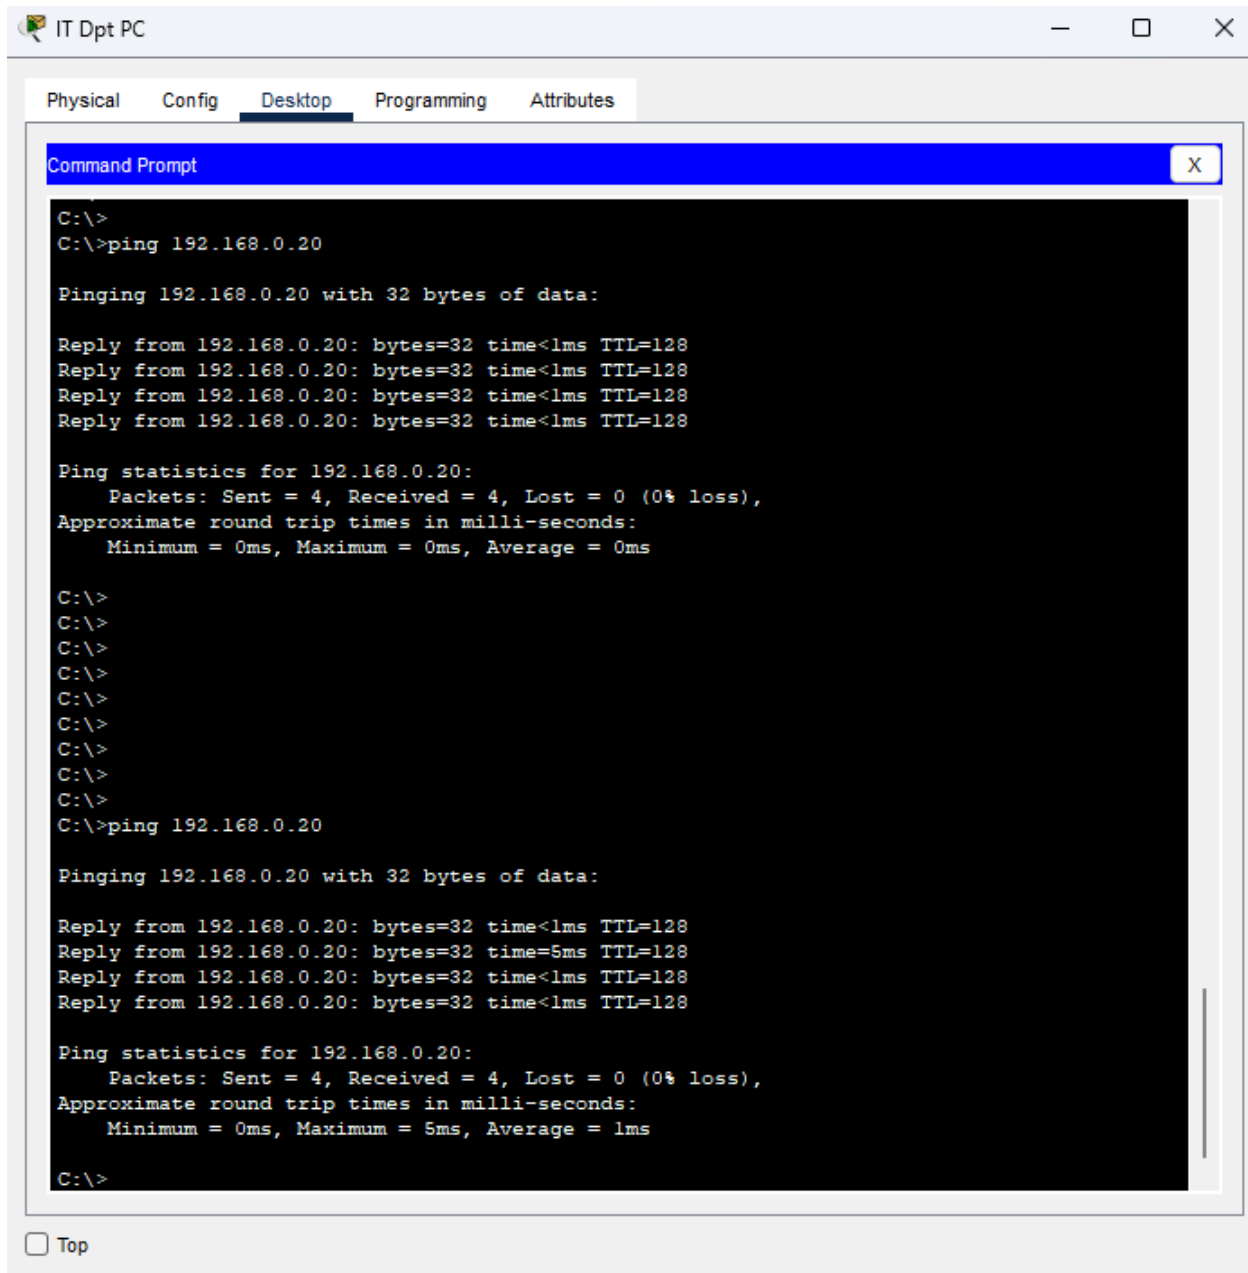 IT Dpt PC
Physical Config Desktop Programming Attributes
Command Prompt
X
C:\>
C:\>ping 192.168.0.20
Pinging 192.168.0.20 with 32 bytes of data:
Reply from 192.168.0.20: bytes=32 time<1ms TTL=128
Reply from 192.168.0.20: bytes=32 time<1ms TTL=128
Reply from 192.168.0.20: bytes=32 time<1ms TTL=128
Reply from 192.168.0.20: bytes=32 time<1ms TTL=128
Ping statistics for 192.168.0.20:
Packets: Sent = 4, Received = 4, Lost = 0 (0% loss),
Approximate round trip times in milli-seconds:
Minimum = 0ms, Maximum = 0ms, Average = 0ms
C:\>
C:\>
C:\>
C:\>
C:\>
C:\>
C:\>
C:\>
C:\>
C:\>ping 192.168.0.20
Pinging 192.168.0.20 with 32 bytes of data:
Reply from 192.168.0.20: bytes=32 time<1ms TTL=128
Reply from 192.168.0.20: bytes=32 time=5ms TTL=128
Reply from 192.168.0.20: bytes=32 time<1ms TTL=128
Reply from 192.168.0.20: bytes=32 time<1ms TTL=128
Ping statistics for 192.168.0.20:
Packets: Sent = 4, Received = 4, Lost = 0 (0% loss),
Approximate round trip times in milli-seconds:
Minimum = 0ms, Maximum = 5ms, Average = 1ms
C:\>
Top